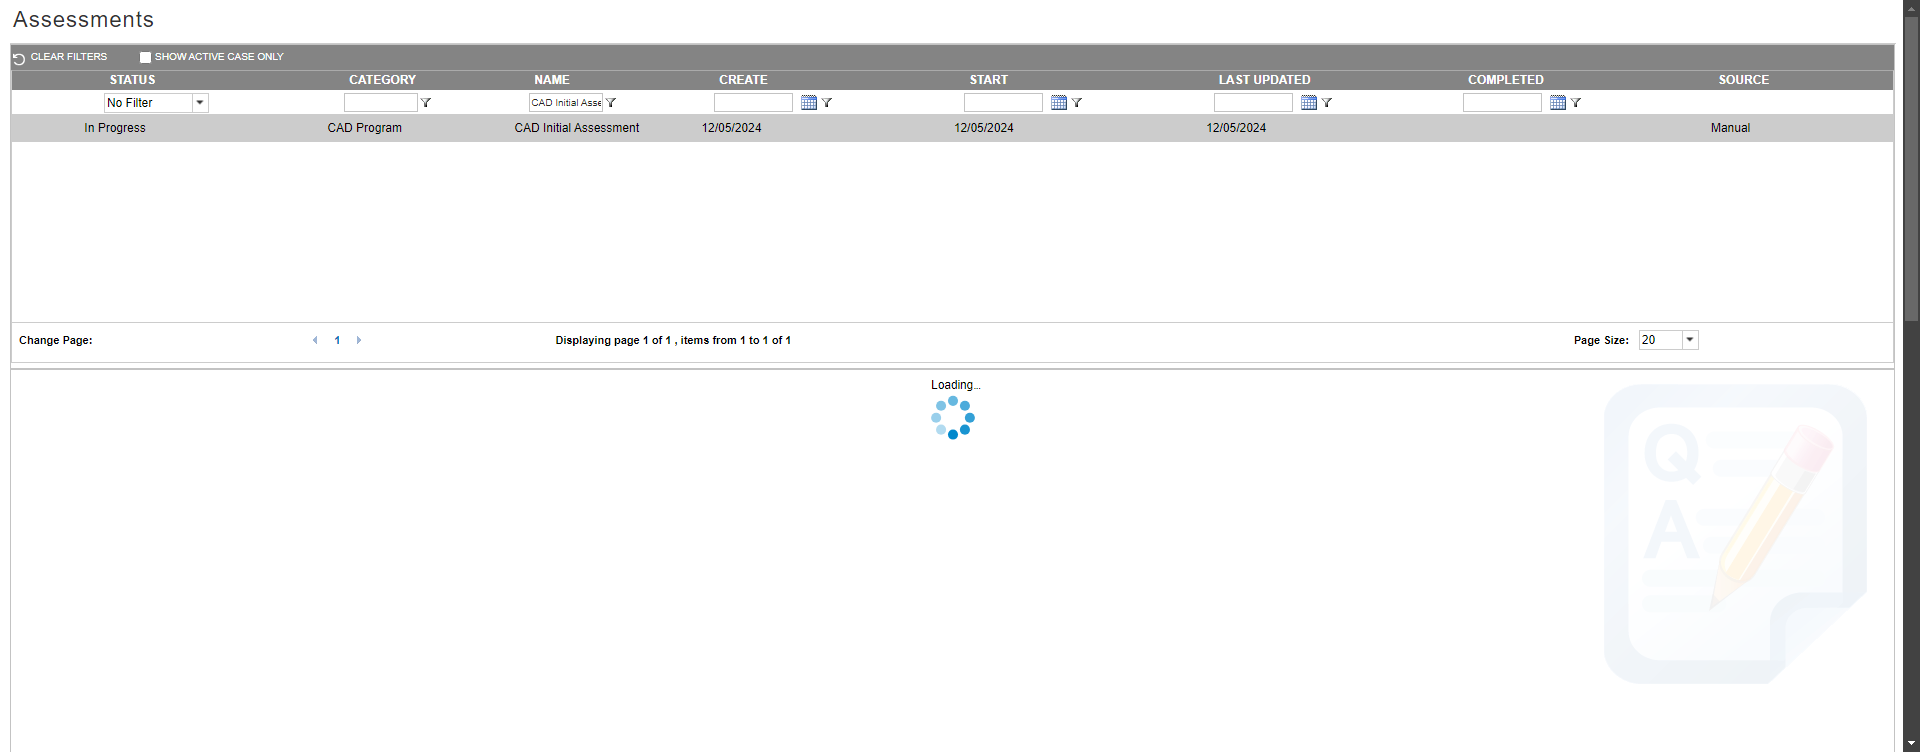 Assessments
CLEAR FILTERS SHOW ACTIVE CASE ONLY
STATUS CATEGORY NAME CREATE START LAST UPDATED COMPLETED SOURCE
No Filter CAD Initial Asse
In Progress CAD Program CAD Initial Assessment 12/05/2024 12/05/2024 12/05/2024 Manual
Change Page: 1 Displaying page 1 of 1 , items from 1 to 1 of 1 Page Size: 20
Loading...
Q
A